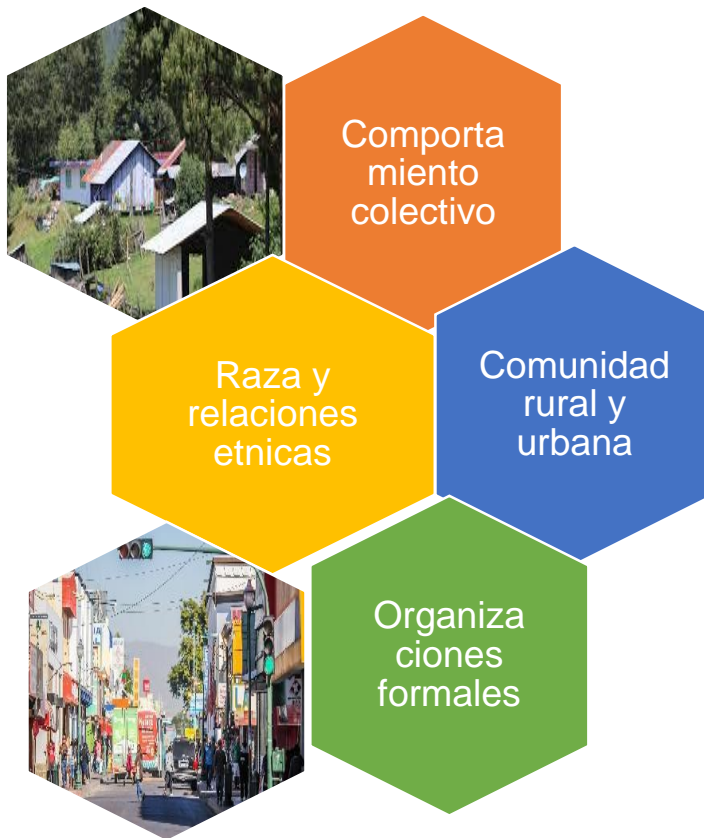 Comporta
miento
colectivo
Raza y
relaciones
etnicas
Comunidad
rural y
urbana
Organiza
ciones
formales